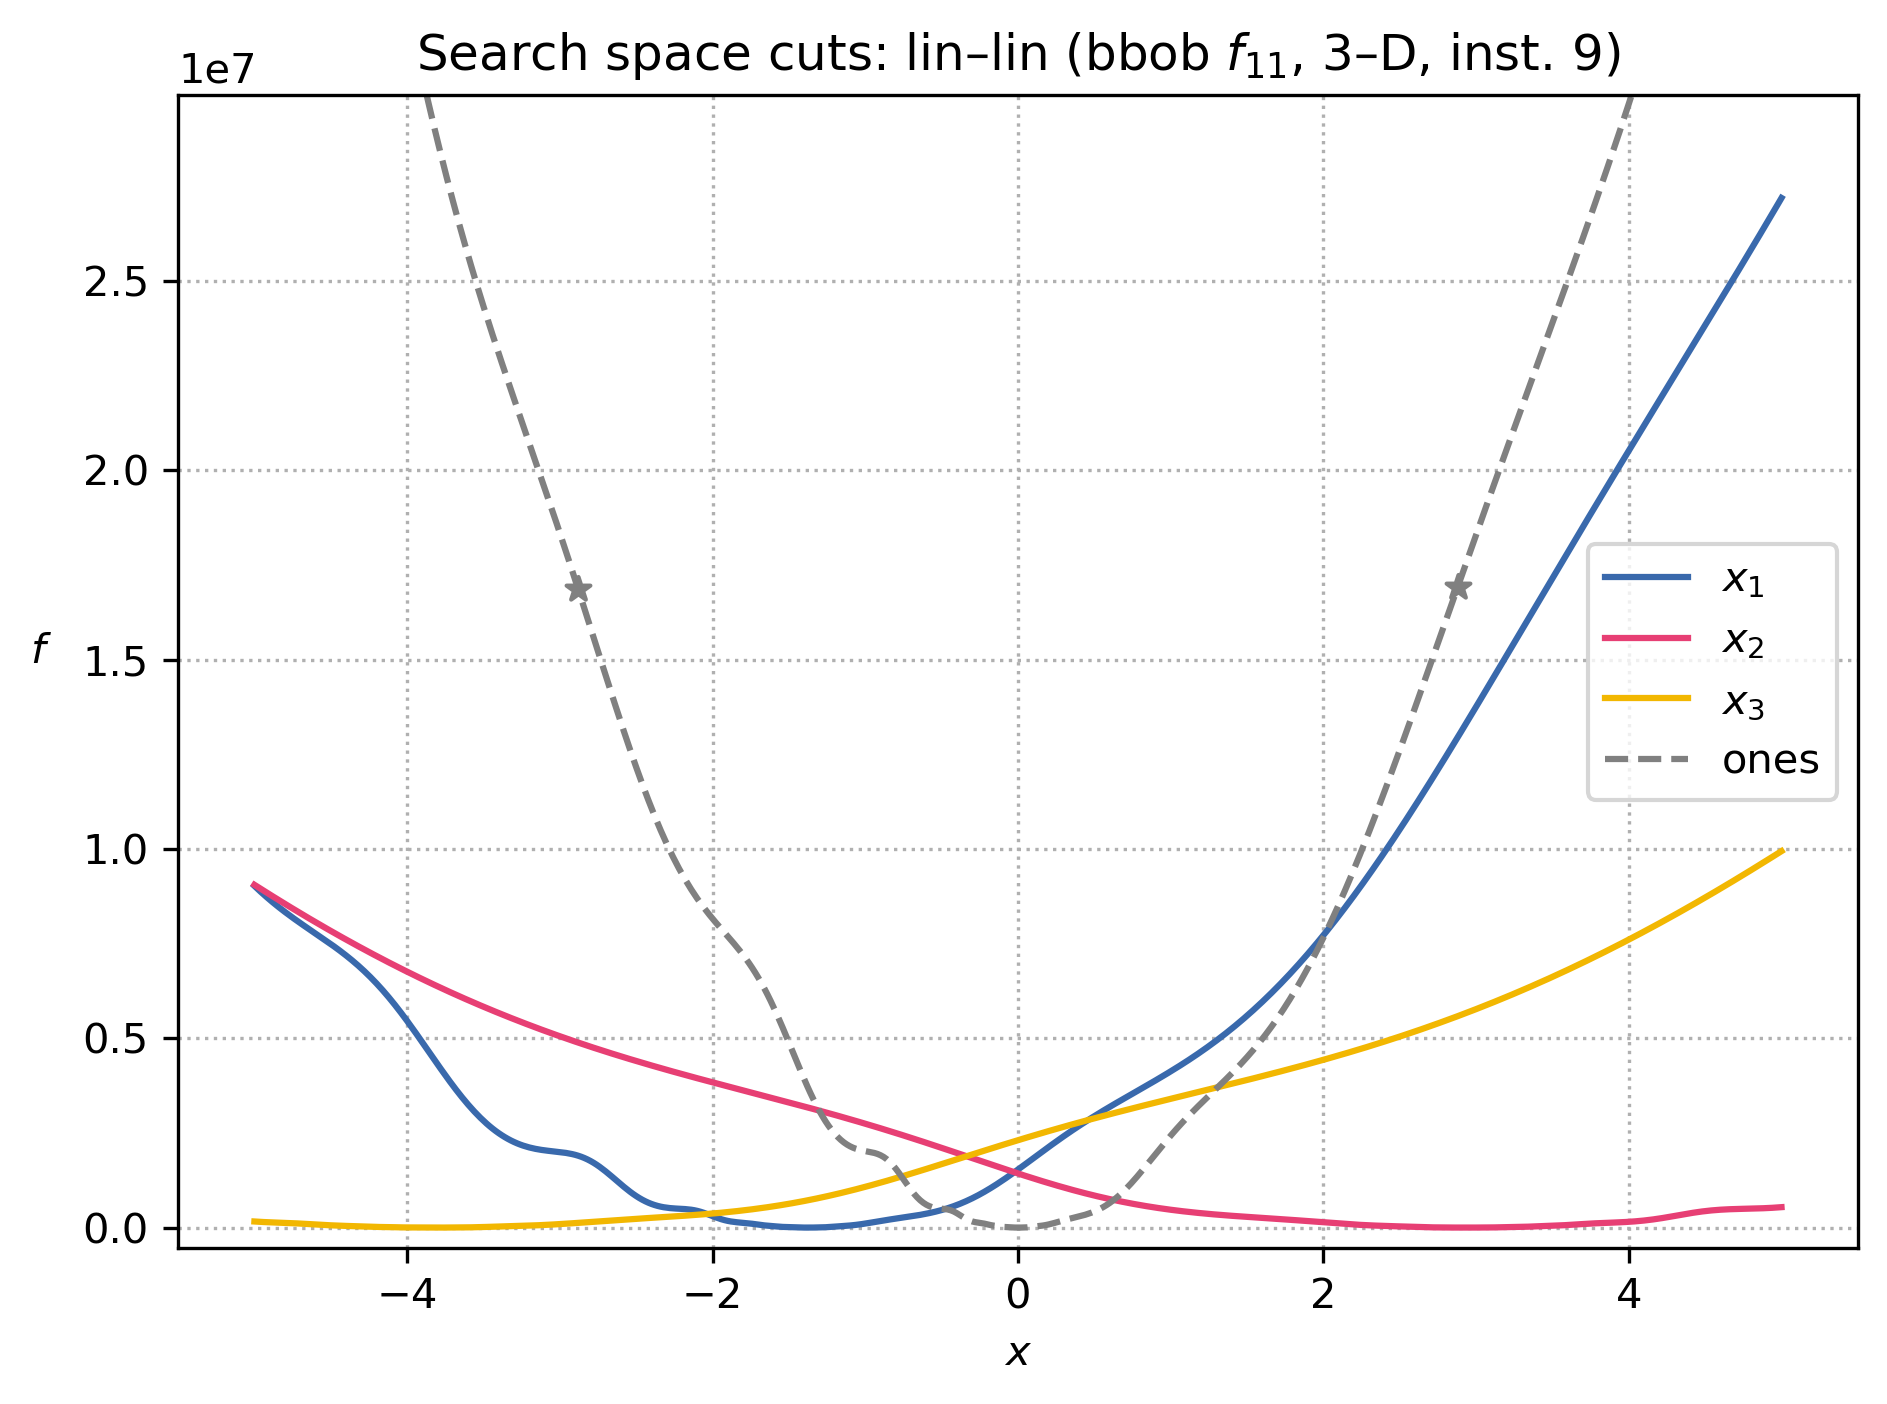 Search space cuts: lin–lin (bbob f₁₁, 3–D, inst. 9)
1e7
2.5
2.0
1.5
1.0
0.5
0.0
f
−4
−2
0
2
4
x
x₁
x₂
x₃
ones